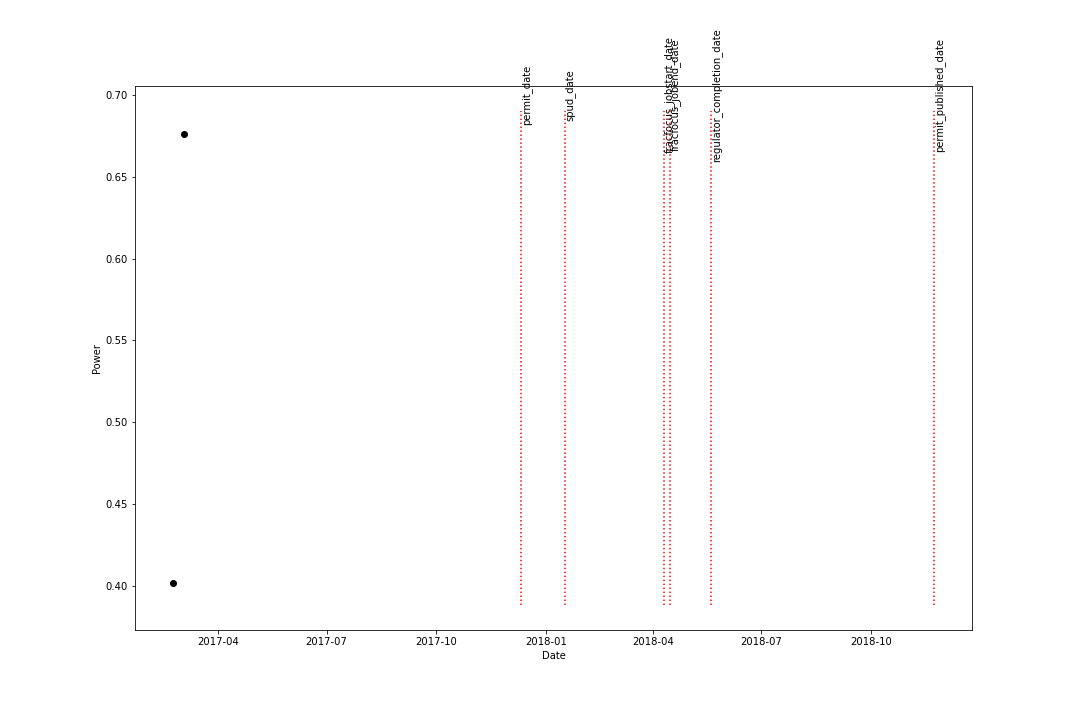 permit_date
spud_date
fracfocus_jobstart_date
fracfocus_jobend_date
regulator_completion_date
permit_published_date
0.70
0.65
0.60
0.55
0.50
0.45
0.40
Power
2017-04
2017-07
2017-10
2018-01
2018-04
2018-07
2018-10
Date